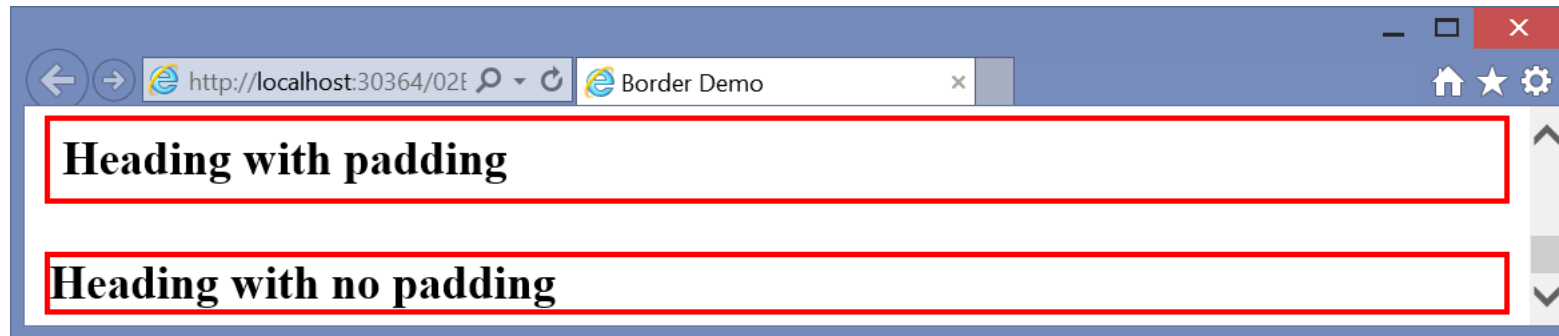 http://localhost:30364/02E
Border Demo
Heading with padding
Heading with no padding